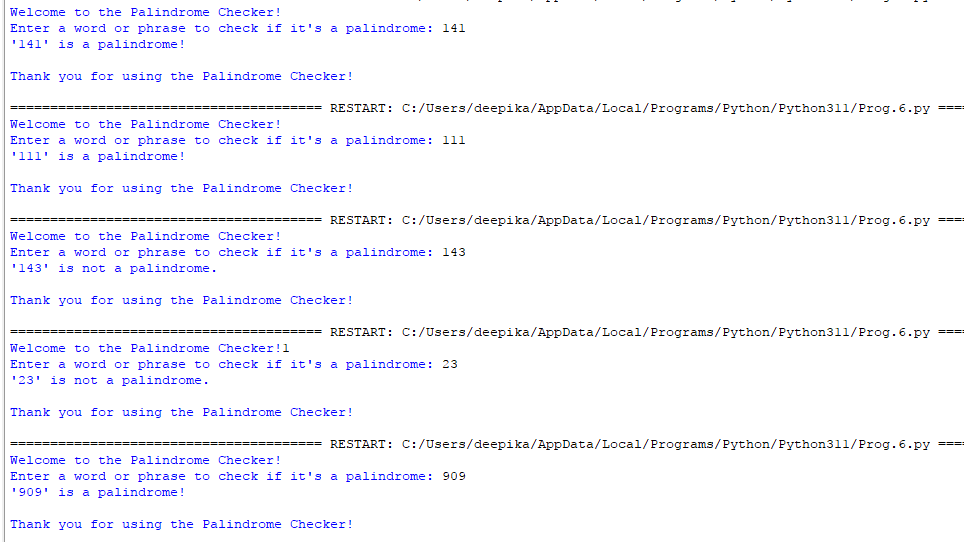 Welcome to the Palindrome Checker!
Enter a word or phrase to check if it's a palindrome: 141
'141' is a palindrome!
Thank you for using the Palindrome Checker!
======================================= RESTART: C:/Users/deepika/AppData/Local/Programs/Python/Python311/Prog.6.py ====
Welcome to the Palindrome Checker!
Enter a word or phrase to check if it's a palindrome: 111
'111' is a palindrome!
Thank you for using the Palindrome Checker!
======================================= RESTART: C:/Users/deepika/AppData/Local/Programs/Python/Python311/Prog.6.py ====
Welcome to the Palindrome Checker!
Enter a word or phrase to check if it's a palindrome: 143
'143' is not a palindrome.
Thank you for using the Palindrome Checker!
======================================= RESTART: C:/Users/deepika/AppData/Local/Programs/Python/Python311/Prog.6.py ====
Welcome to the Palindrome Checker!1
Enter a word or phrase to check if it's a palindrome: 23
'23' is not a palindrome.
Thank you for using the Palindrome Checker!
======================================= RESTART: C:/Users/deepika/AppData/Local/Programs/Python/Python311/Prog.6.py ====
Welcome to the Palindrome Checker!
Enter a word or phrase to check if it's a palindrome: 909
'909' is a palindrome!
Thank you for using the Palindrome Checker!